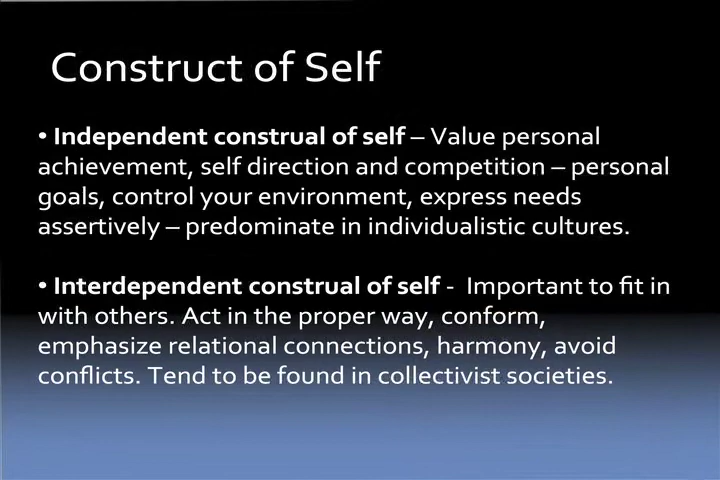 Construct of Self
• Independent construal of self – Value personal
achievement, self direction and competition – personal
goals, control your environment, express needs
assertively – predominate in individualistic cultures.
• Interdependent construal of self - Important to fit in
with others. Act in the proper way, conform,
emphasize relational connections, harmony, avoid
conflicts. Tend to be found in collectivist societies.